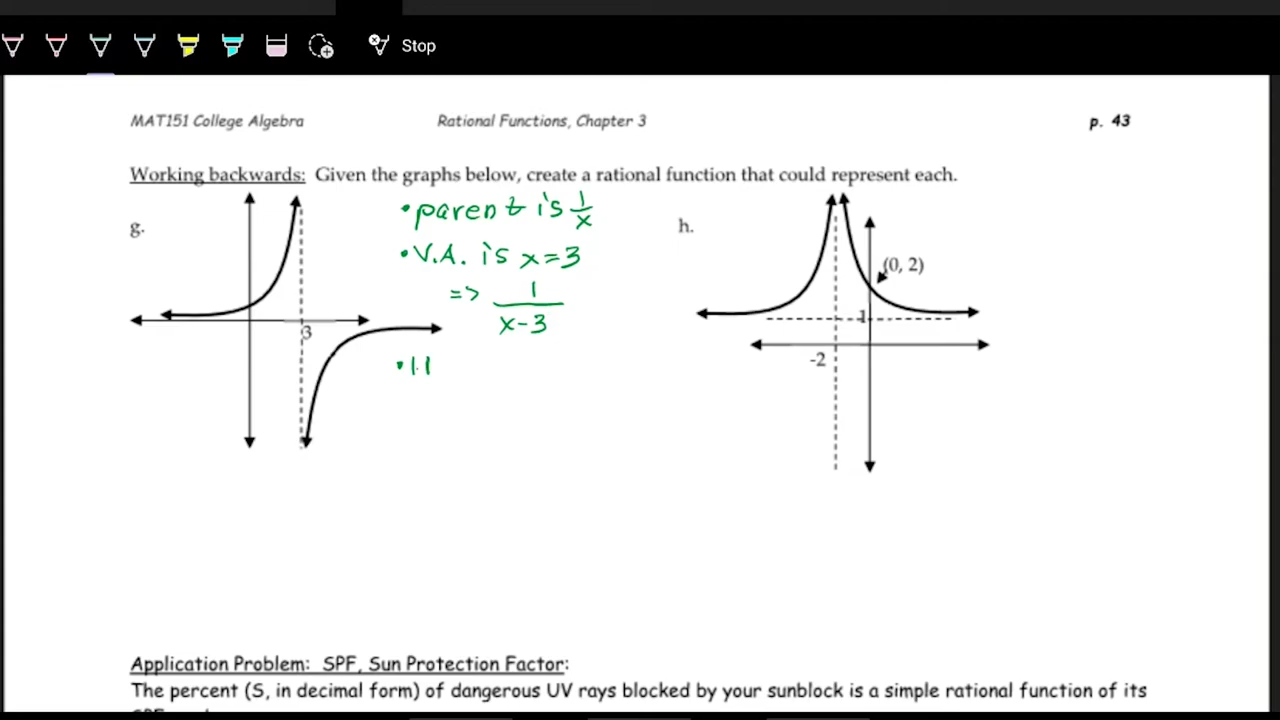 Stop
MAT151 College Algebra Rational Functions, Chapter 3 p. 43
Working backwards: Given the graphs below, create a rational function that could represent each.
g.
3
• parent is 1/x
• V.A. is x=3
=> 1/(x-3)
•
h.
(0, 2)
1
-2
Application Problem: SPF, Sun Protection Factor:
The percent (S, in decimal form) of dangerous UV rays blocked by your sunblock is a simple rational function of its